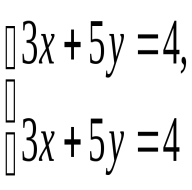 3x + 5y = 4,
3x + 5y = 4